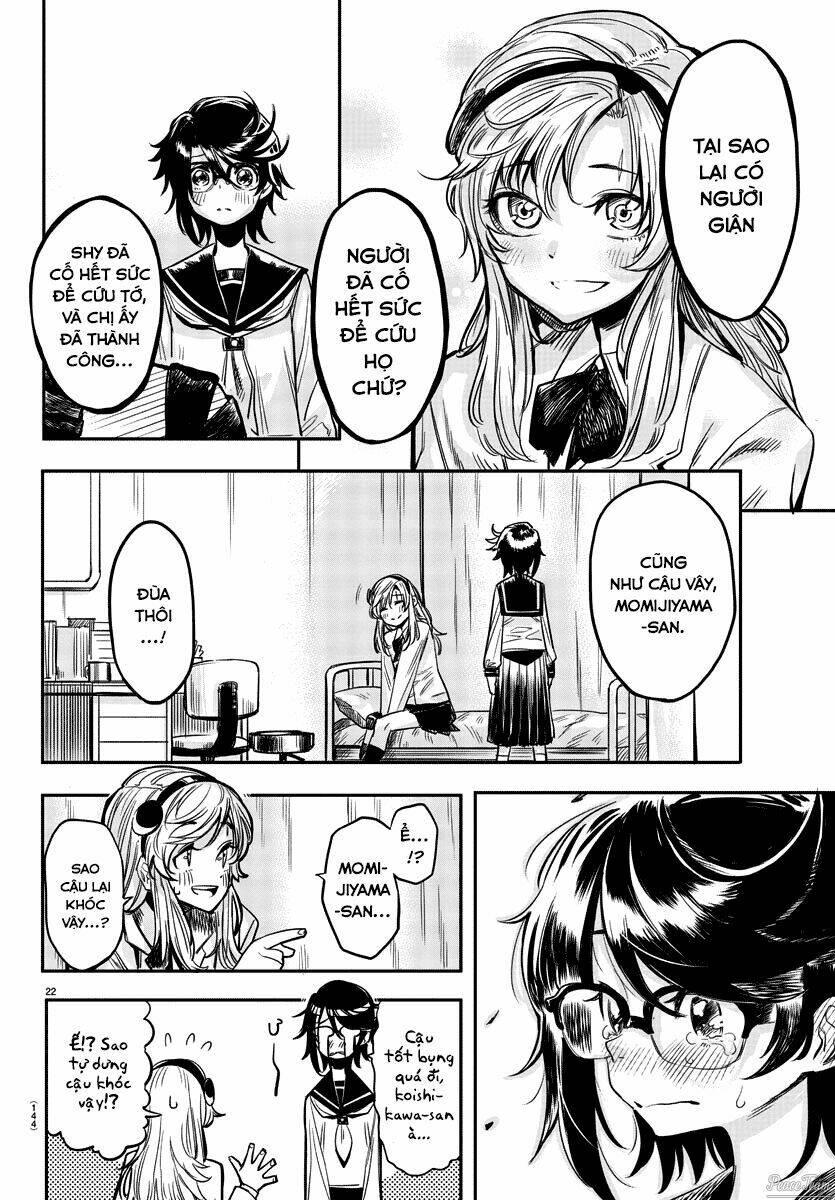 TẠI SAO
LẠI CÓ
NGƯỜI
GIẬN
NGƯỜI
ĐÃ CỐ
HẾT SỨC
ĐỂ CỨU
HỌ
CHỨ?
SHY ĐÃ
CỐ HẾT SỨC
ĐỂ CỨU TỚ,
VÀ CHỊ ẤY
ĐÃ THÀNH
CÔNG...
CŨNG
NHƯ CẬU VẬY,
MOMIJIYAMA
-SAN.
ĐÙA
THÔI
...!
Ể...
...!?
MOMI-
JIYAMA
-SAN...
SAO
CẬU LẠI
KHÓC
VẬY...?
Cậu
tốt bụng
quá đi,
koishi-
kawa-san
à...
Ư—
Ế!? Sao
tự dưng
cậu khóc
vậy!?
22
(144)
PeaceTeam